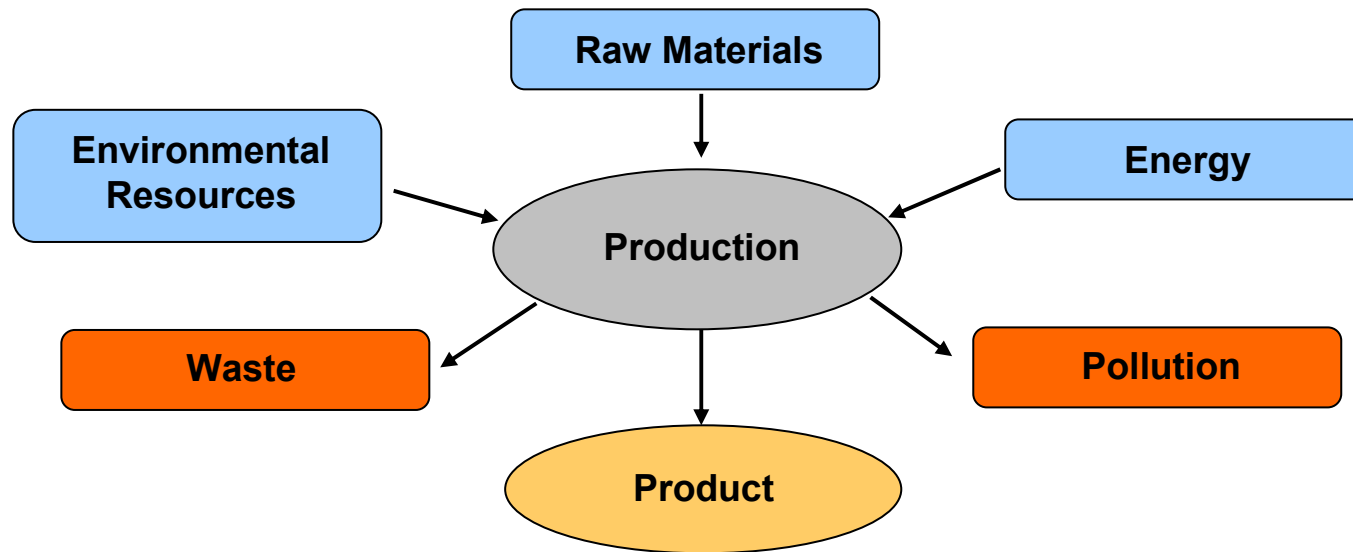 Raw Materials
Environmental
Resources
Energy
Production
Waste
Pollution
Product